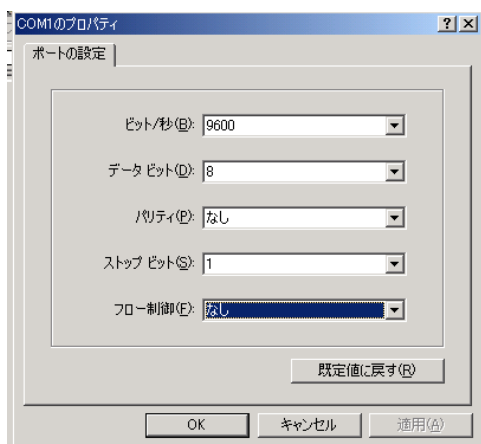 COM1のプロパティ
ポートの設定
ビット/秒(B): 9600
データ ビット(D): 8
パリティ(P): なし
ストップ ビット(S): 1
フロー制御(F): なし
既定値に戻す(R)
OK キャンセル 適用(A)